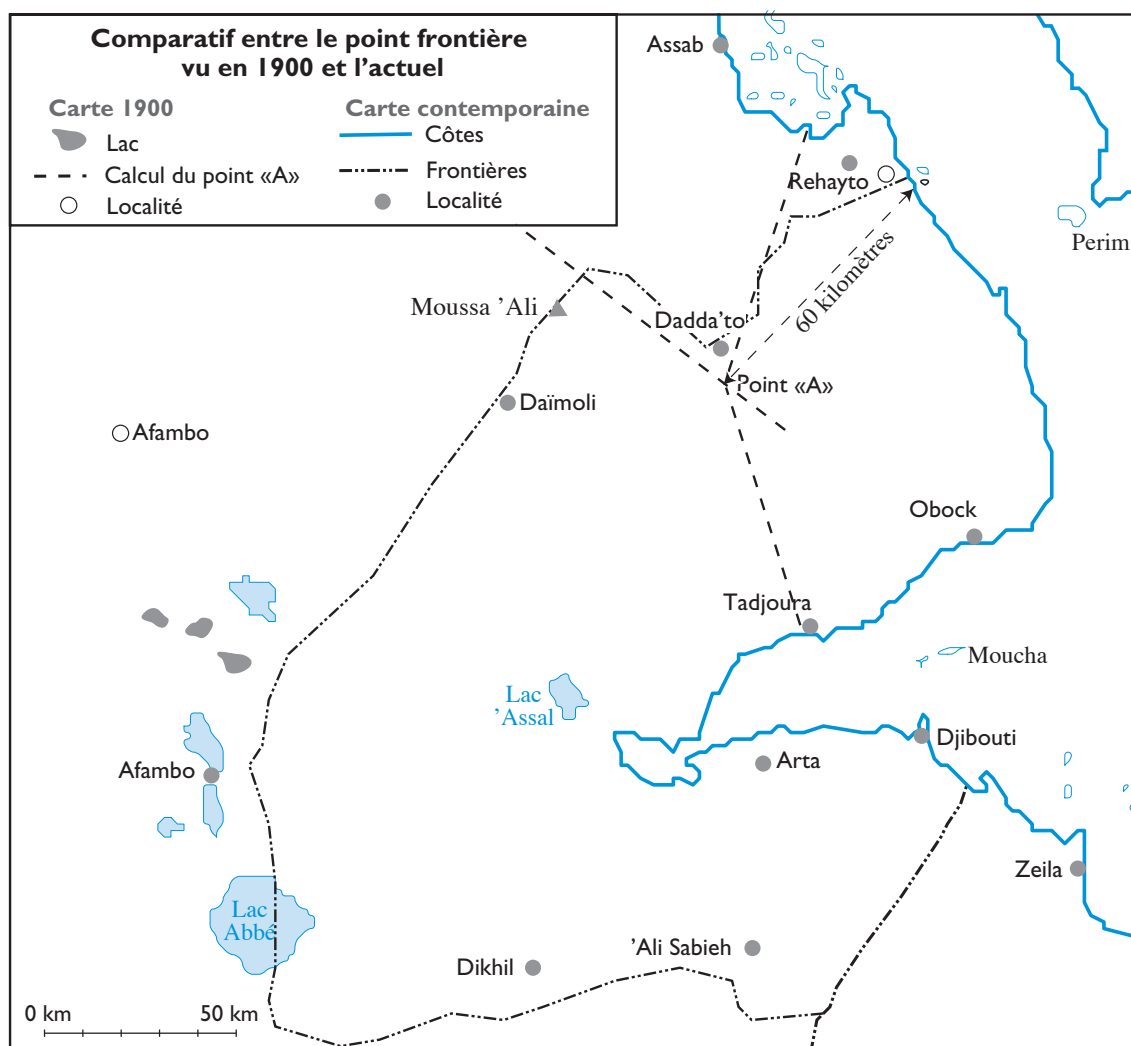 Comparatif entre le point frontière
vu en 1900 et l'actuel
Carte 1900
Lac
Calcul du point «A»
Localité
Carte contemporaine
Côtes
Frontières
Localité
Assab
Rehayto
Perim
60 kilomètres
Moussa ’Ali
Dadda’to
Point «A»
Daïmoli
Afambo
Obock
Tadjoura
Moucha
Lac
’Assal
Djibouti
Arta
Afambo
Zeila
Lac
Abbé
’Ali Sabieh
Dikhil
0 km
50 km